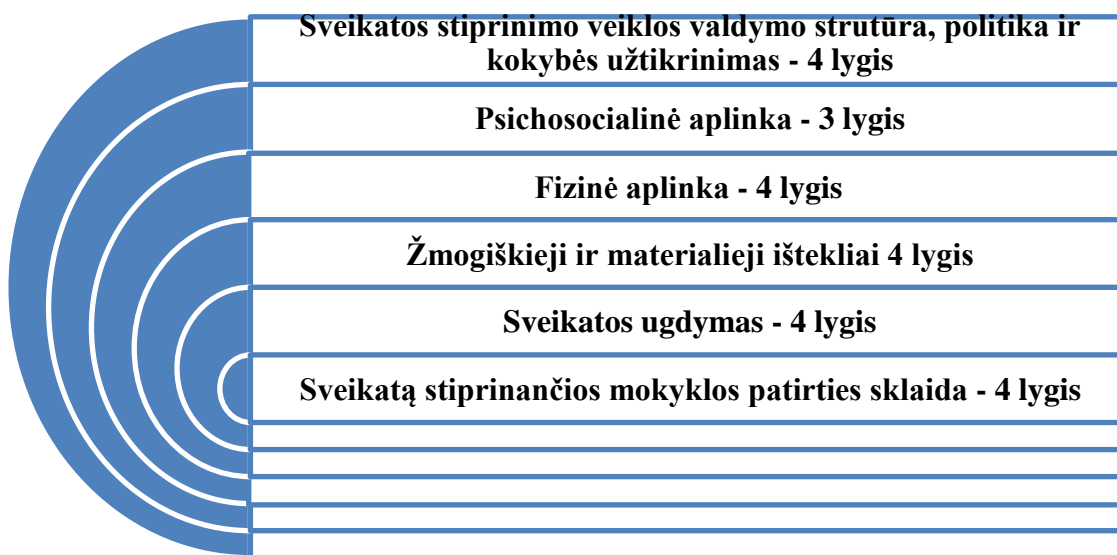 Sveikatos stiprinimo veiklos valdymo strutūra, politika ir
kokybės užtikrinimas - 4 lygis
Psichosocialinė aplinka - 3 lygis
Fizinė aplinka - 4 lygis
Žmogiškieji ir materialieji ištekliai 4 lygis
Sveikatos ugdymas - 4 lygis
Sveikatą stiprinančios mokyklos patirties sklaida - 4 lygis